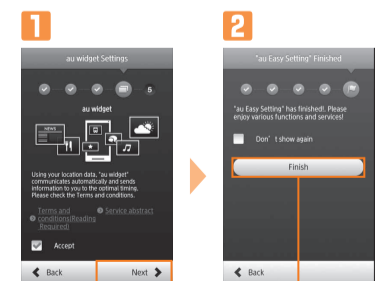 1
au widget Settings
5
au widget
NEWS
Using your location data, "au widget"
communicates automatically and sends
information to you to the optimal timing.
Please check the Terms and conditions.
Terms and
conditions(Reading
Required)
Service abstract
Accept
Back
Next
2
"au Easy Setting" Finished
"au Easy Setting" has finished!. Please
enjoy various functions and services!
Don' t show again
Finish
Back